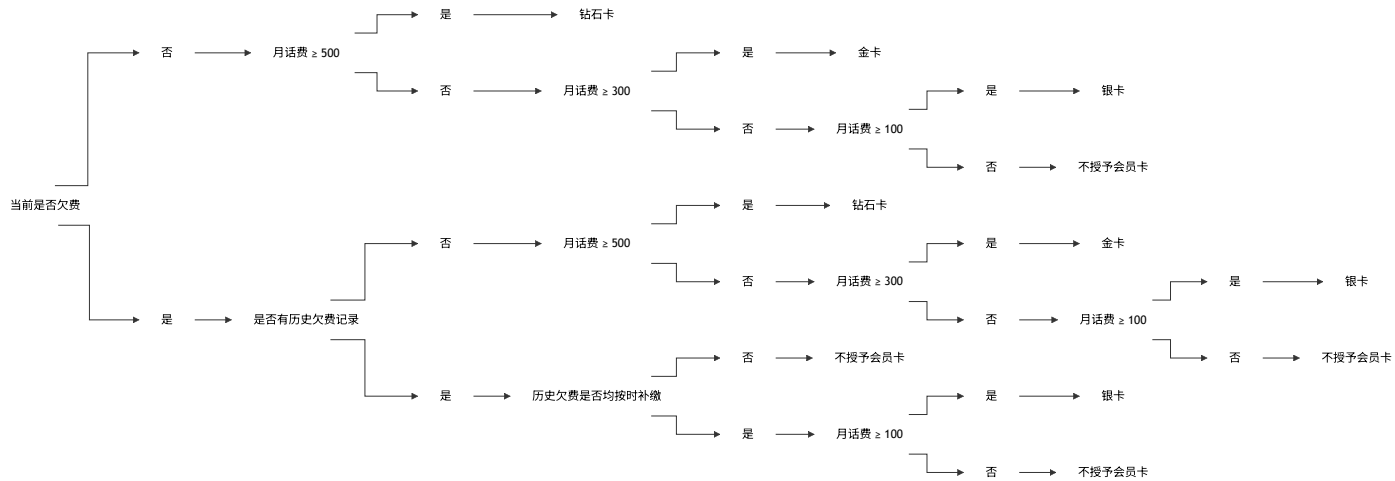 是 钻石卡
否 月话费 ≥ 500 是 金卡
否 月话费 ≥ 300 是 银卡
否 月话费 ≥ 100
否 不授予会员卡
当前是否欠费 是 钻石卡
否 月话费 ≥ 500 是 金卡
否 月话费 ≥ 300 是 银卡
是 是否有历史欠费记录 否 月话费 ≥ 100
否 不授予会员卡 否 不授予会员卡
是 历史欠费是否均按时补缴 是 银卡
是 月话费 ≥ 100
否 不授予会员卡